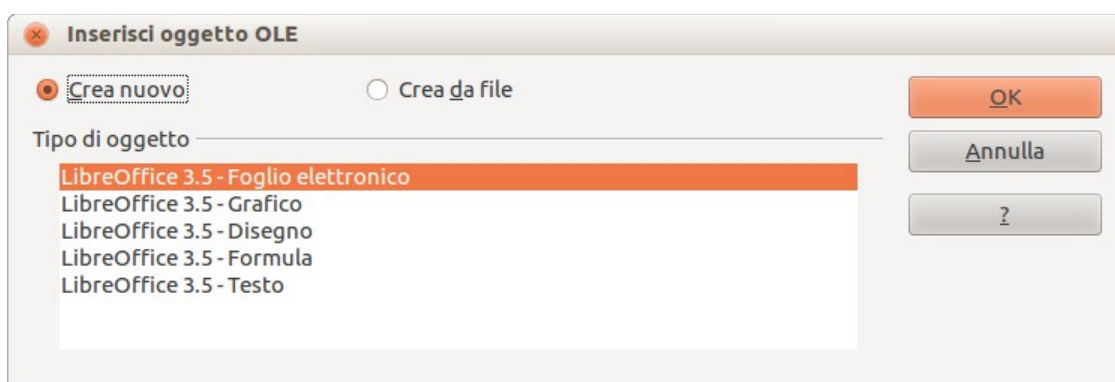 Inserisci oggetto OLE
Crea nuovo
Crea da file
OK
Tipo di oggetto
Annulla
LibreOffice 3.5 - Foglio elettronico
LibreOffice 3.5 - Grafico
LibreOffice 3.5 - Disegno
LibreOffice 3.5 - Formula
LibreOffice 3.5 - Testo
?